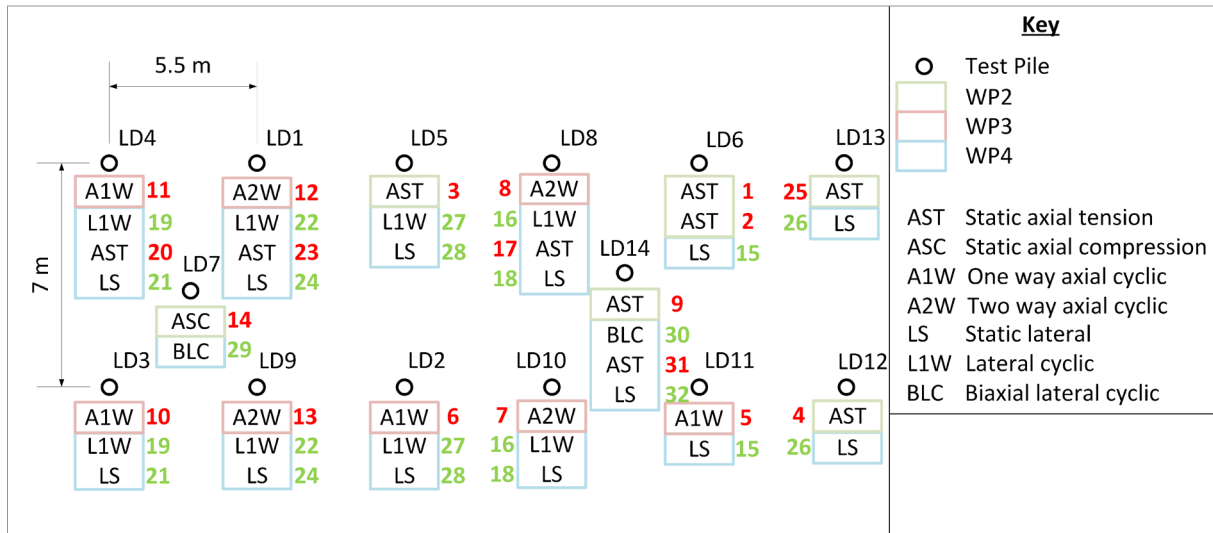 5.5 m
7 m
LD4
A1W 11
L1W 19
AST 20
LS 21
LD1
A2W 12
L1W 22
AST 23
LS 24
LD5
AST 3
L1W 27
LS 28
LD8
8 A2W
16 L1W
17 AST
18 LS
LD6
AST 1
AST 2
LS 15
LD13
25 AST
26 LS
LD7
ASC 14
BLC 29
LD14
AST 9
BLC 30
AST 31
LS 32
LD3
A1W 10
L1W 19
LS 21
LD9
A2W 13
L1W 22
LS 24
LD2
A1W 6
L1W 27
LS 28
LD10
7 A2W
16 L1W
18 LS
LD11
A1W 5
LS 15
LD12
4 AST
26 LS
Key
Test Pile
WP2
WP3
WP4
AST Static axial tension
ASC Static axial compression
A1W One way axial cyclic
A2W Two way axial cyclic
LS Static lateral
L1W Lateral cyclic
BLC Biaxial lateral cyclic